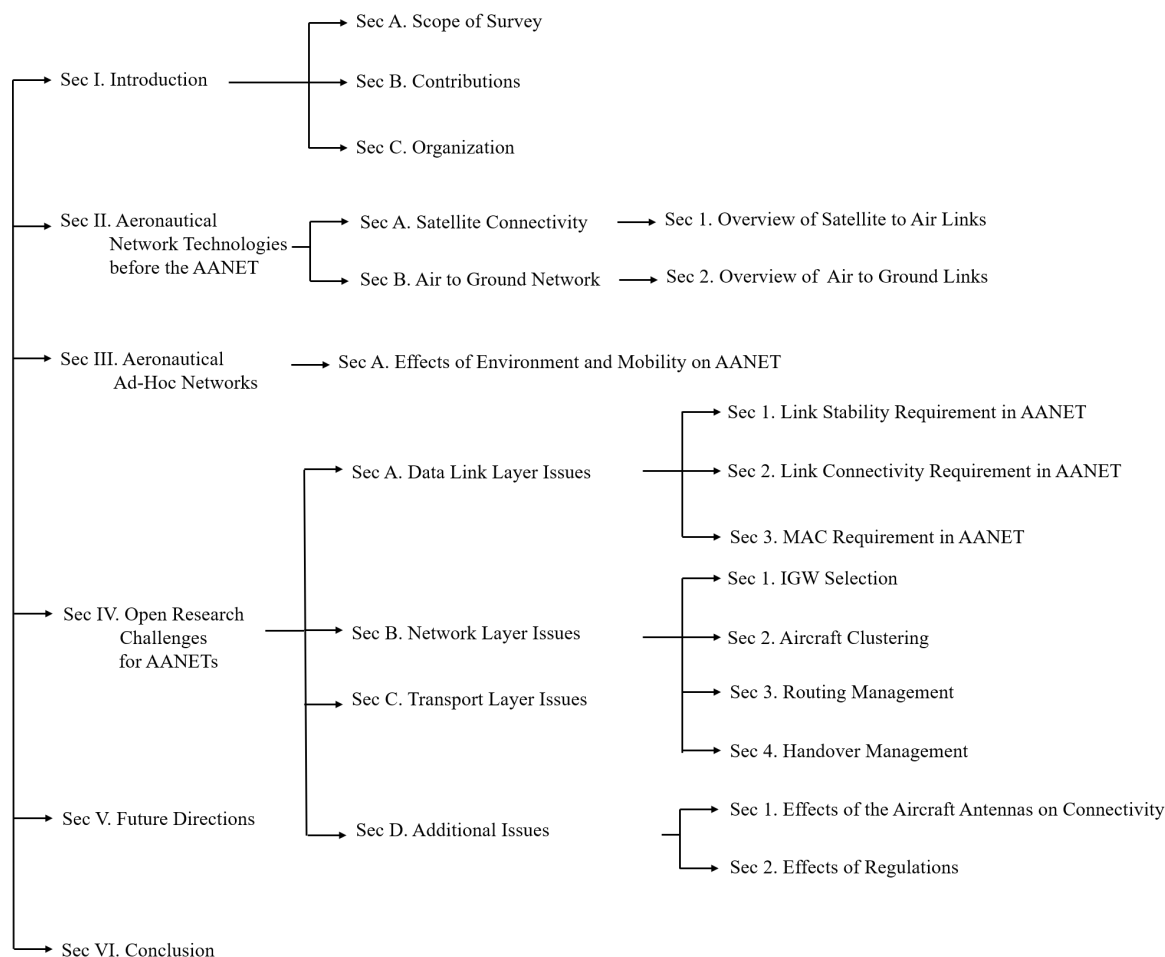 Sec I. Introduction
Sec A. Scope of Survey
Sec B. Contributions
Sec C. Organization
Sec II. Aeronautical
Network Technologies
before the AANET
Sec A. Satellite Connectivity
Sec 1. Overview of Satellite to Air Links
Sec B. Air to Ground Network
Sec 2. Overview of Air to Ground Links
Sec III. Aeronautical
Ad-Hoc Networks
Sec A. Effects of Environment and Mobility on AANET
Sec IV. Open Research
Challenges
for AANETs
Sec A. Data Link Layer Issues
Sec 1. Link Stability Requirement in AANET
Sec 2. Link Connectivity Requirement in AANET
Sec 3. MAC Requirement in AANET
Sec B. Network Layer Issues
Sec 1. IGW Selection
Sec 2. Aircraft Clustering
Sec 3. Routing Management
Sec 4. Handover Management
Sec C. Transport Layer Issues
Sec D. Additional Issues
Sec 1. Effects of the Aircraft Antennas on Connectivity
Sec 2. Effects of Regulations
Sec V. Future Directions
Sec VI. Conclusion